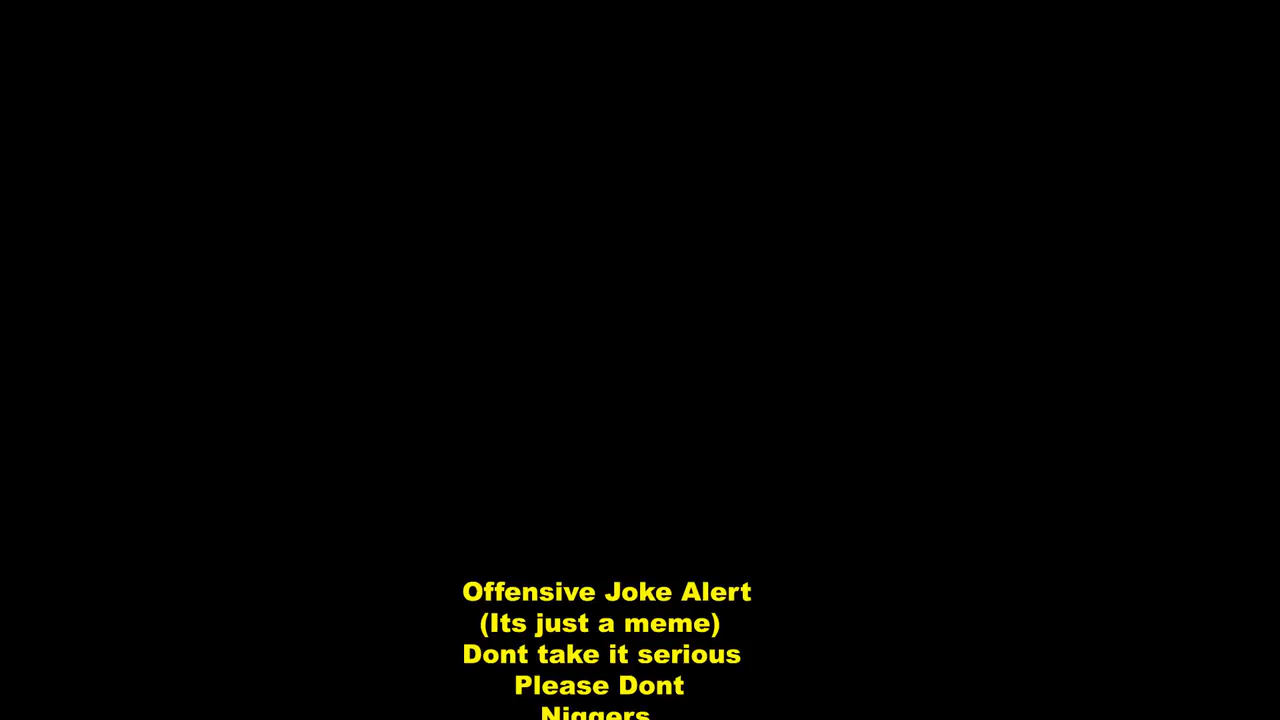 Offensive Joke Alert
(Its just a meme)
Dont take it serious
Please Dont
Niggers